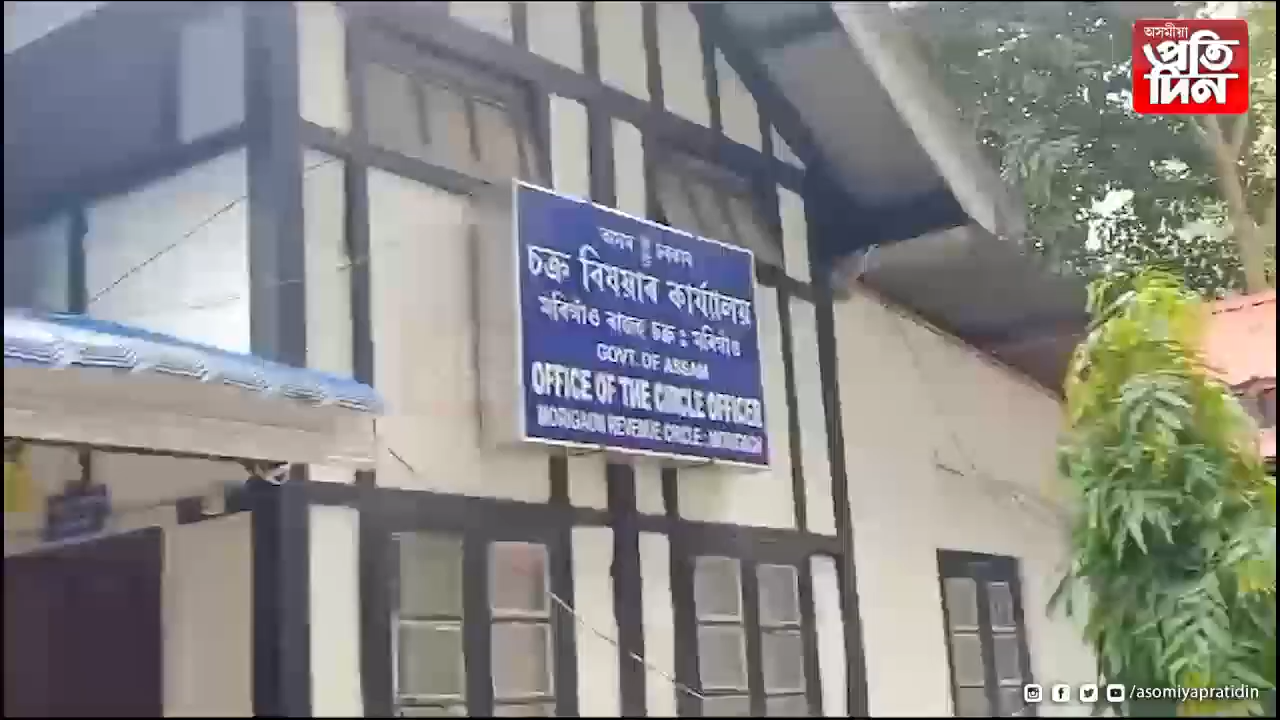 অসমীয়া
প্ৰতি
দিন
অসম চৰকাৰ
চক্ৰ বিষয়াৰ কাৰ্য্যালয়
মৰিগাঁও ৰাজহ চক্ৰ : মৰিগাঁও
GOVT. OF ASSAM
OFFICE OF THE CIRCLE OFFICER
MORIGAON REVENUE CIRCLE :
/asomiyapratidin